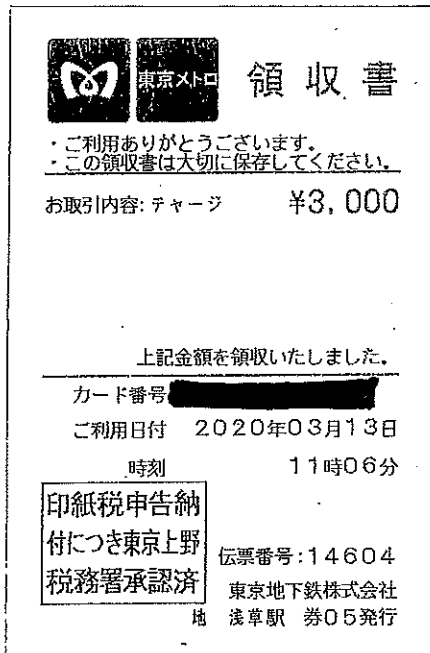 東京メトロ 領収書
・ご利用ありがとうございます。
・この領収書は大切に保存してください。
お取引内容: チャージ ¥3,000
上記金額を領収いたしました。
カード番号
ご利用日付 2020年03月13日
時刻 11時06分
印紙税申告納
付につき東京上野
税務署承認済
伝票番号:14604
東京地下鉄株式会社
地 浅草駅 券05発行